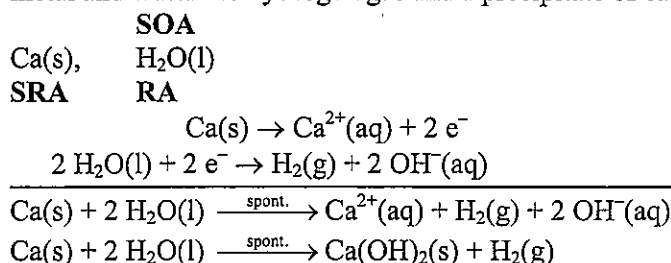 SOA
Ca(s), H₂O(l)
SRA RA
Ca(s) → Ca²⁺(aq) + 2 e⁻
2 H₂O(l) + 2 e⁻ → H₂(g) + 2 OH⁻(aq)
Ca(s) + 2 H₂O(l) —spont.→ Ca²⁺(aq) + H₂(g) + 2 OH⁻(aq)
Ca(s) + 2 H₂O(l) —spont.→ Ca(OH)₂(s) + H₂(g)